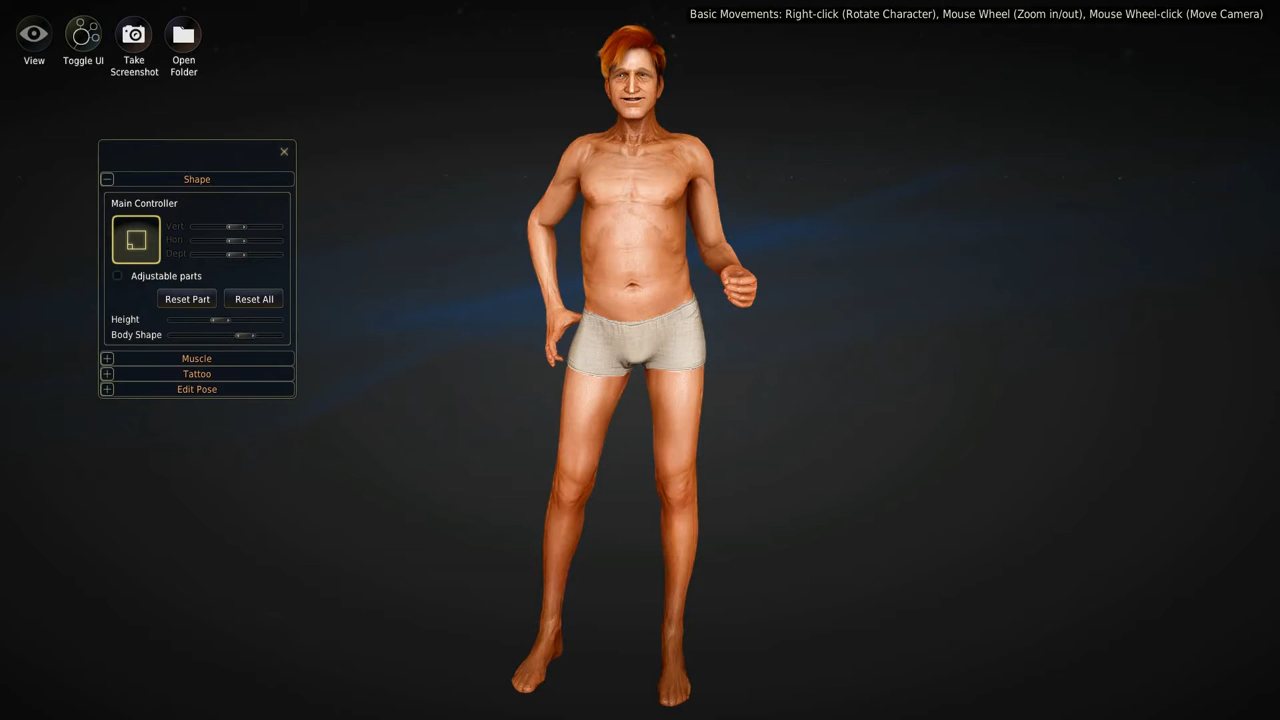 Basic Movements: Right-click (Rotate Character), Mouse Wheel (Zoom in/out), Mouse Wheel-click (Move Camera)
View
Toggle UI
Take
Screenshot
Open
Folder
Shape
Main Controller
Vert
Hori
Dept
Adjustable parts
Reset Part
Reset All
Height
Body Shape
Muscle
Tattoo
Edit Pose